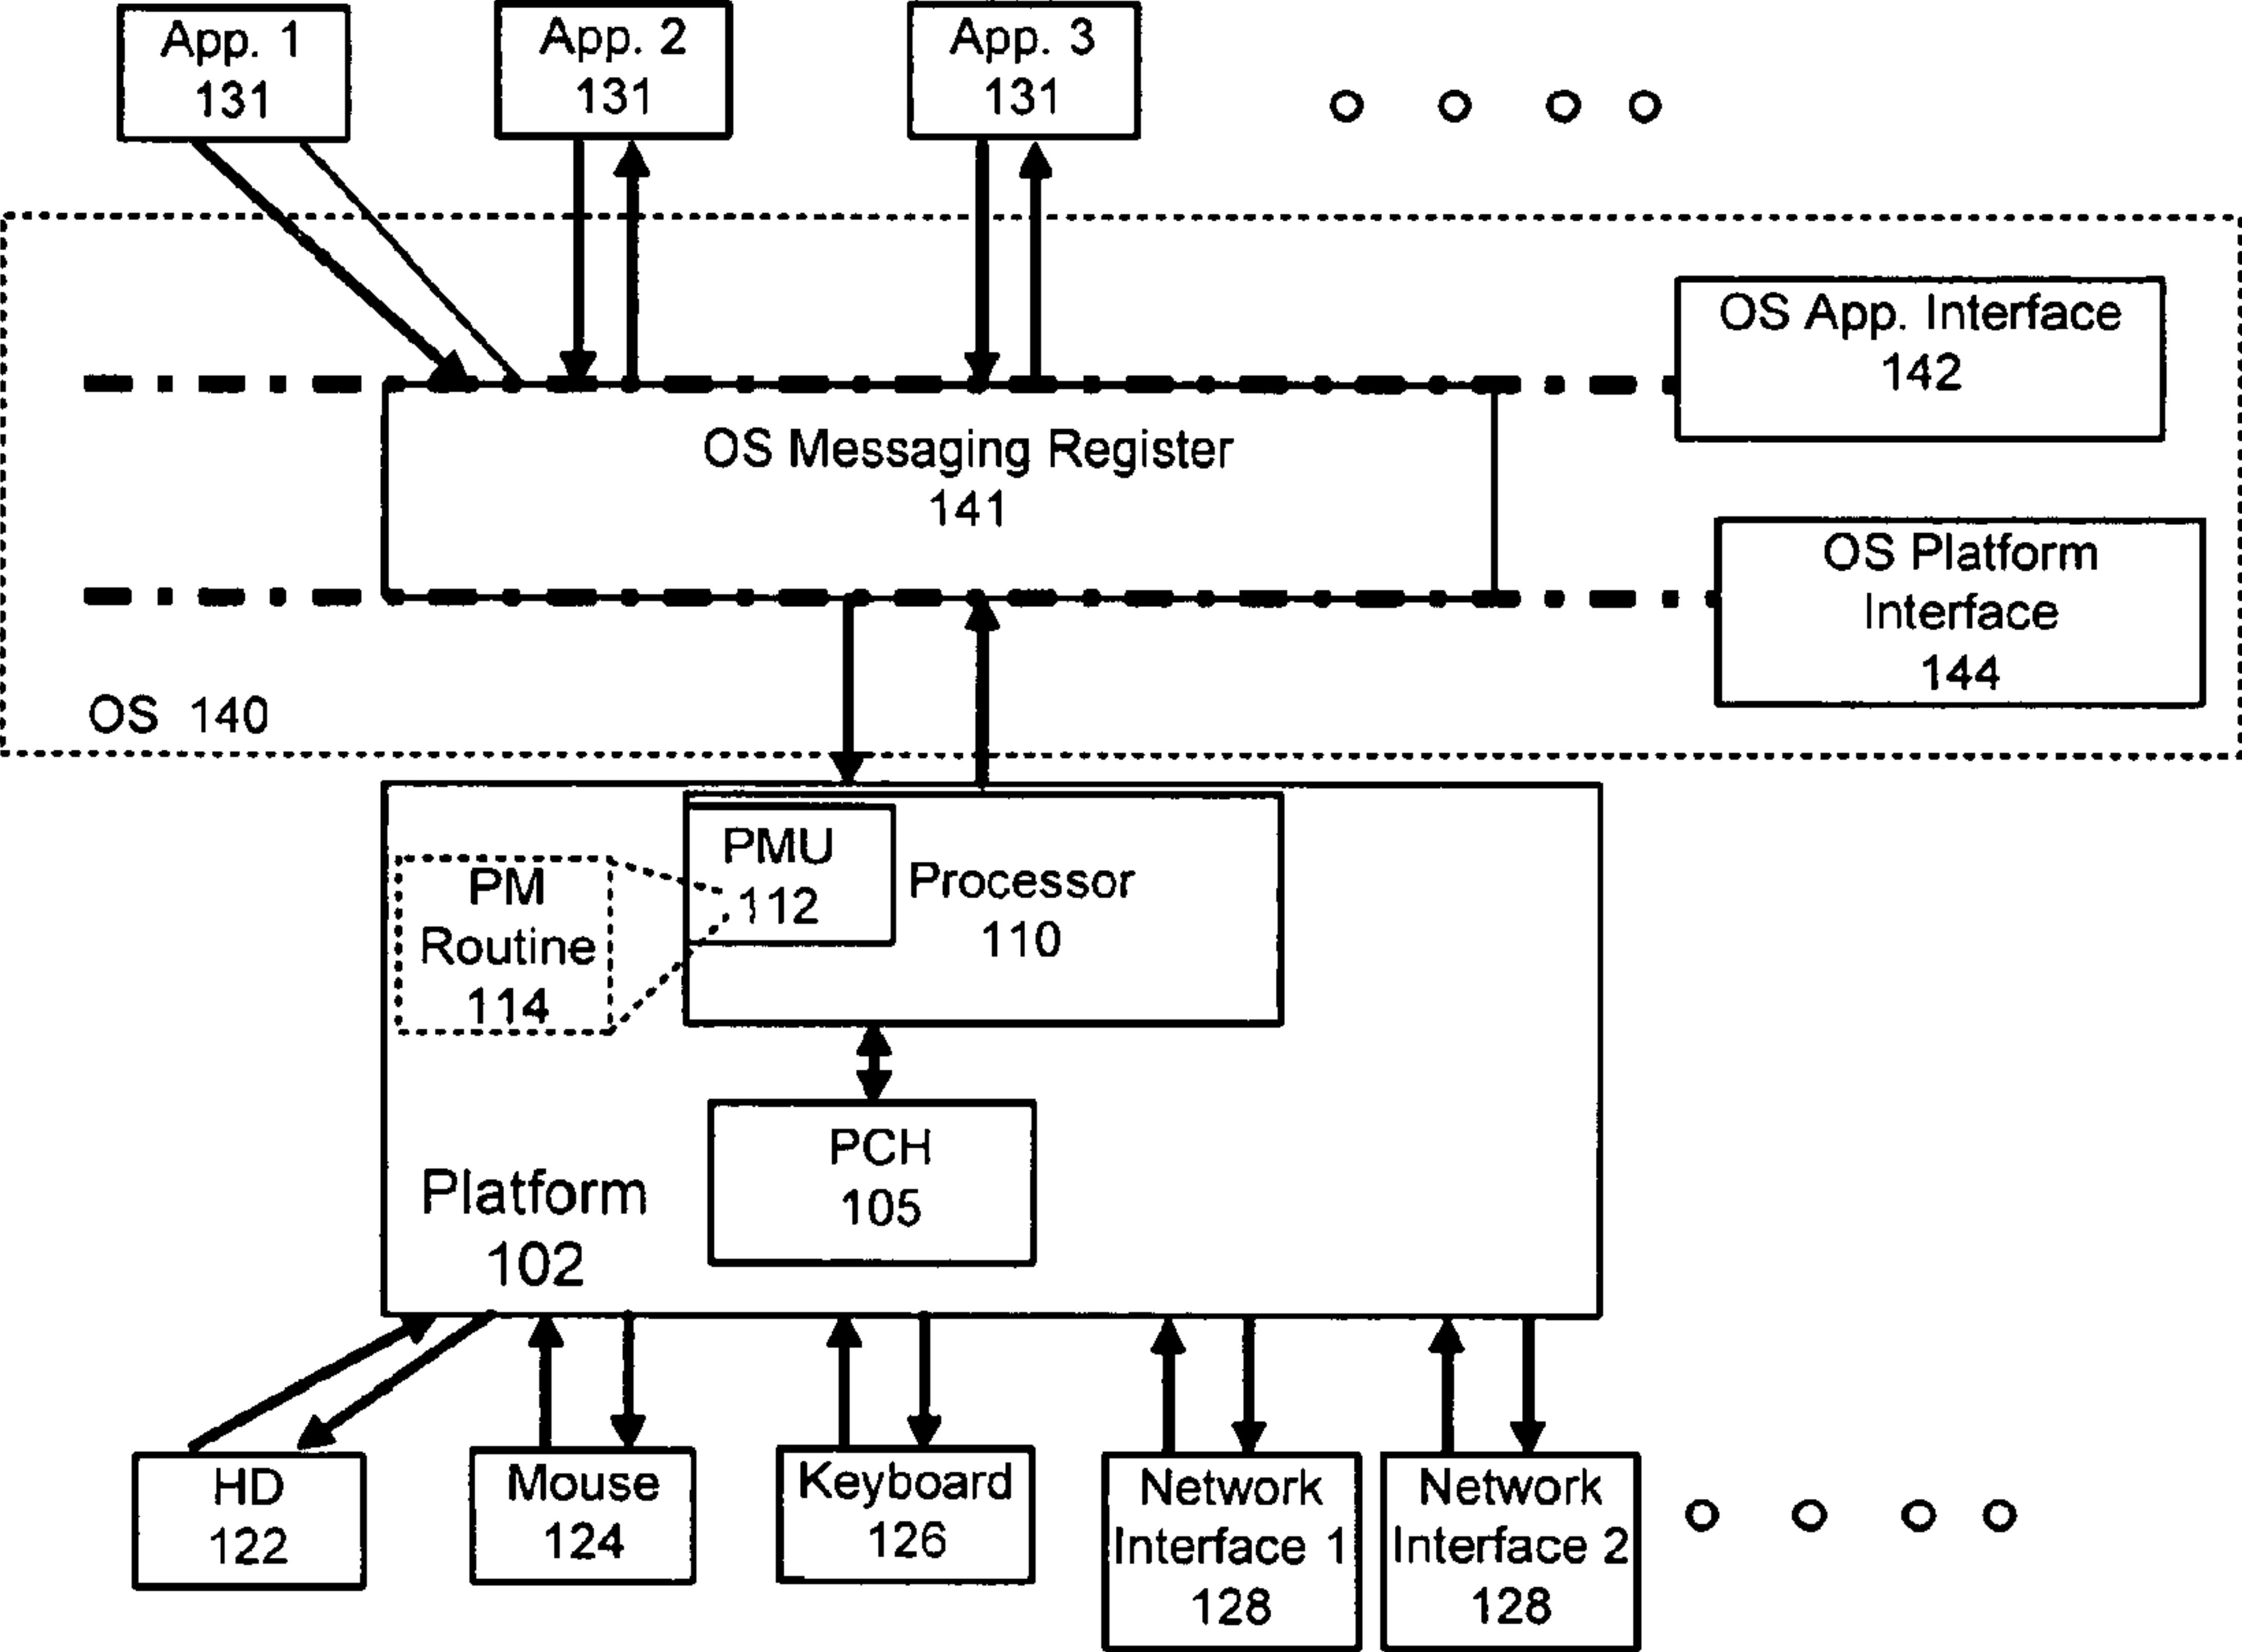 App. 1
131
App. 2
131
App. 3
131
OS App. Interface
142
OS Messaging Register
141
OS Platform
Interface
144
OS 140
PMU
112
Processor
110
PM
Routine
114
PCH
105
Platform
102
HD
122
Mouse
124
Keyboard
126
Network
Interface 1
128
Network
Interface 2
128